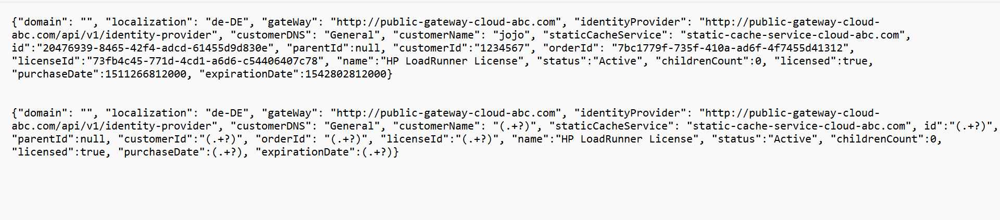 {"domain": "", "localization": "de-DE", "gateWay": "http://public-gateway-cloud-abc.com", "identityProvider": "http://public-gateway-cloud-
abc.com/api/v1/identity-provider", "customerDNS": "General", "customerName": "jojo", "staticCacheService": "static-cache-service-cloud-abc.com",
id":"20476939-8465-42f4-adcd-61455d9d830e", "parentId":null, "customerId":"1234567", "orderId": "7bc1779f-735f-410a-ad6f-4f7455d41312",
"licenseId":"73fb4c45-771d-4cd1-a6d6-c54406407c78", "name":"HP LoadRunner License", "status":"Active", "childrenCount":0, "licensed":true,
"purchaseDate":1511266812000, "expirationDate":1542802812000}
{"domain": "", "localization": "de-DE", "gateWay": "http://public-gateway-cloud-abc.com", "identityProvider": "http://public-gateway-cloud-
abc.com/api/v1/identity-provider", "customerDNS": "General", "customerName": "(.+?)", "staticCacheService": "static-cache-service-cloud-abc.com", id":"(.+?)",
"parentId":null, "customerId":"(.+?)", "orderId": "(.+?)", "licenseId":"(.+?)", "name":"HP LoadRunner License", "status":"Active", "childrenCount":0,
"licensed":true, "purchaseDate":(.+?), "expirationDate":(.+?)}